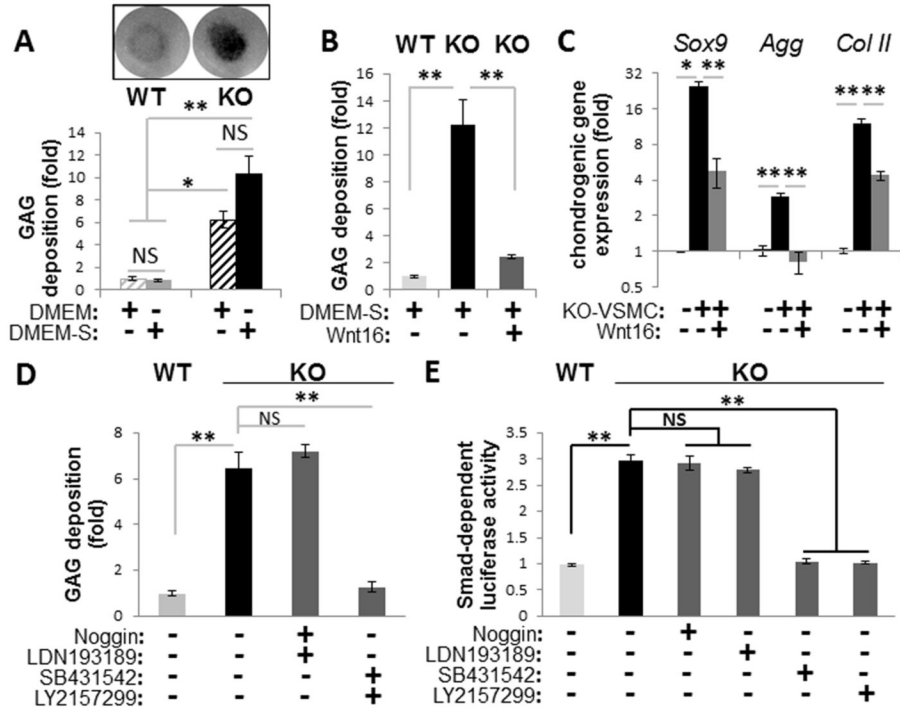 A
WT KO
**
NS
*
NS
GAG
deposition (fold)
14
12
10
8
6
4
2
0
DMEM: + - + -
DMEM-S: - + - +
B
WT KO KO
** **
GAG deposition (fold)
16
14
12
10
8
6
4
2
0
DMEM-S: + + +
Wnt16: - - +
C
Sox9 Agg Col II
* ** **** ****
chondrogenic gene
expression (fold)
32
16
8
4
2
1
0.5
KO-VSMC: - + + - + + - + +
Wnt16: - - + - - + - - +
D
WT KO
**
NS
**
GAG deposition
(fold)
8
6
4
2
0
Noggin: - - + -
LDN193189: - - + -
SB431542: - - - +
LY2157299: - - - +
E
WT KO
**
NS
**
Smad-dependent
luciferase activity
3.5
3
2.5
2
1.5
1
0.5
0
Noggin: - - + - - -
LDN193189: - - - + - -
SB431542: - - - - + -
LY2157299: - - - - - +